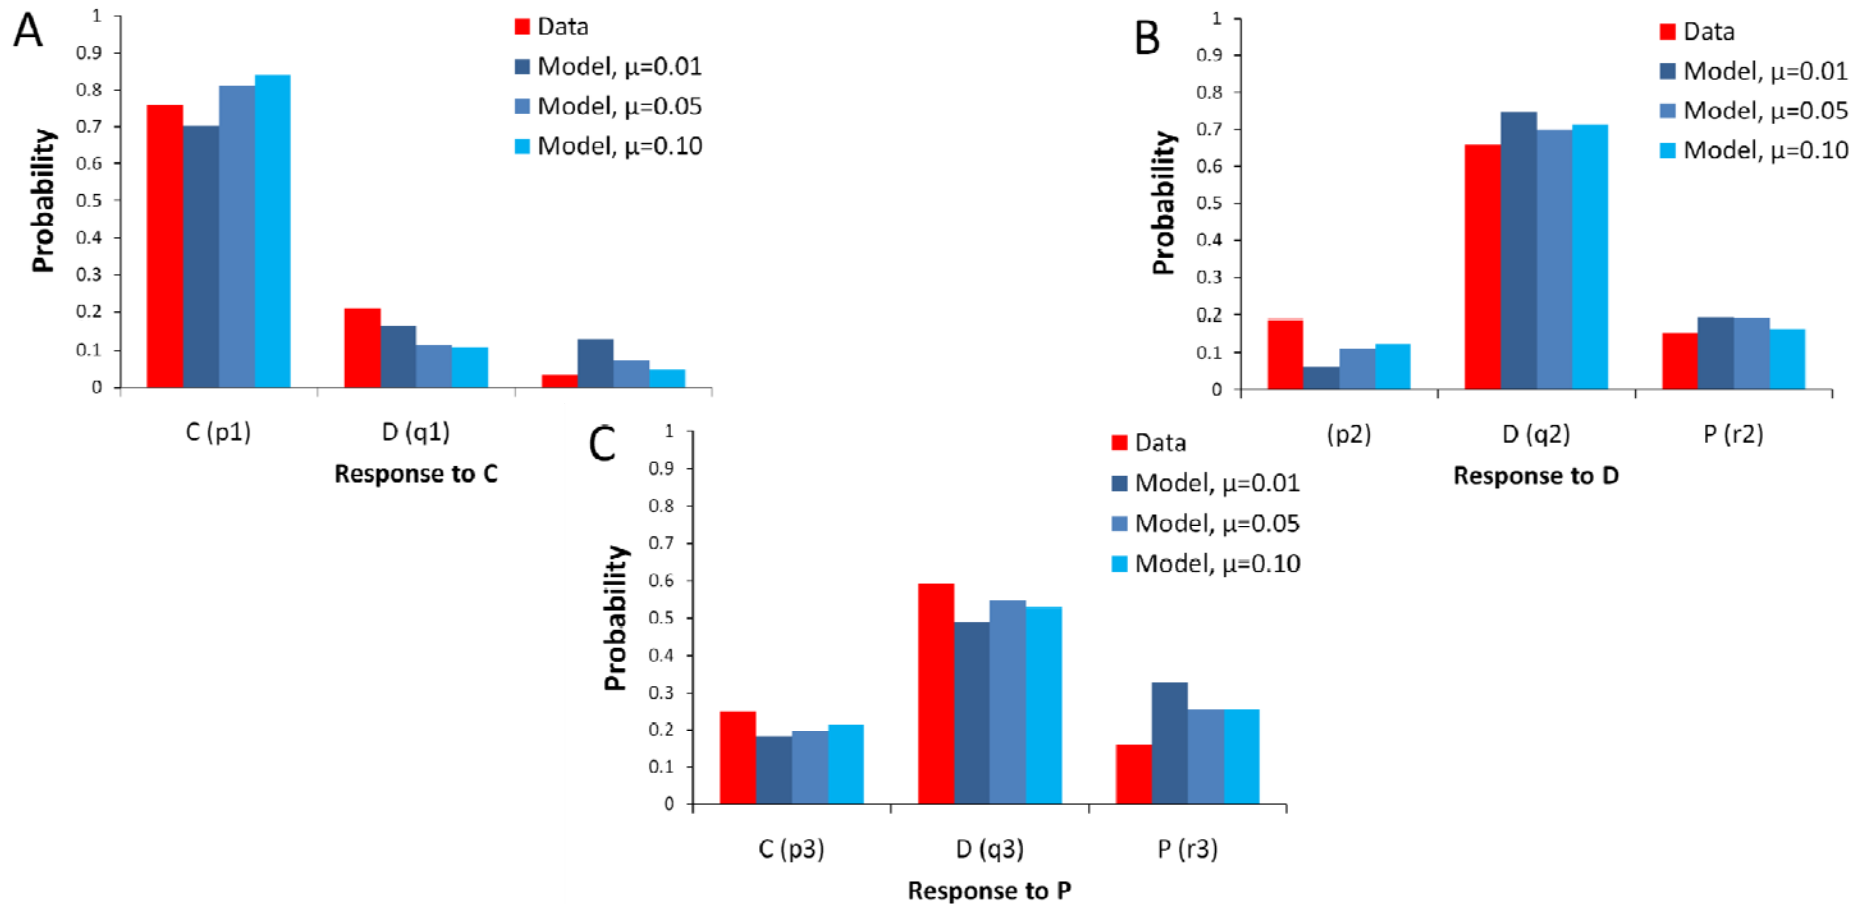 A
Probability
1
0.9
0.8
0.7
0.6
0.5
0.4
0.3
0.2
0.1
0
Data
Model, μ=0.01
Model, μ=0.05
Model, μ=0.10
C (p1)
D (q1)
Response to C
B
Probability
1
0.9
0.8
0.7
0.6
0.5
0.4
0.3
0.2
0.1
0
Data
Model, μ=0.01
Model, μ=0.05
Model, μ=0.10
(p2)
D (q2)
P (r2)
Response to D
C
Probability
1
0.9
0.8
0.7
0.6
0.5
0.4
0.3
0.2
0.1
0
Data
Model, μ=0.01
Model, μ=0.05
Model, μ=0.10
C (p3)
D (q3)
P (r3)
Response to P